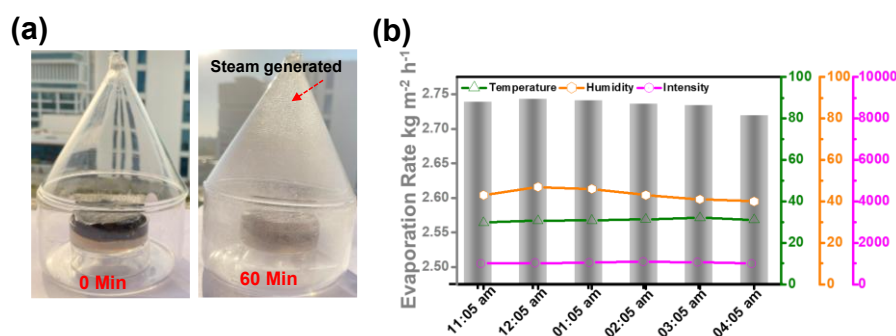 (a)
Steam generated
0 Min
60 Min
(b)
Evaporation Rate kg m⁻² h⁻¹
2.75
2.70
2.65
2.60
2.55
2.50
Temperature Humidity Intensity
100
80
60
40
20
0
100
80
60
40
20
0
10000
8000
6000
4000
2000
0
11:05 am
12:05 am
01:05 am
02:05 am
03:05 am
04:05 am